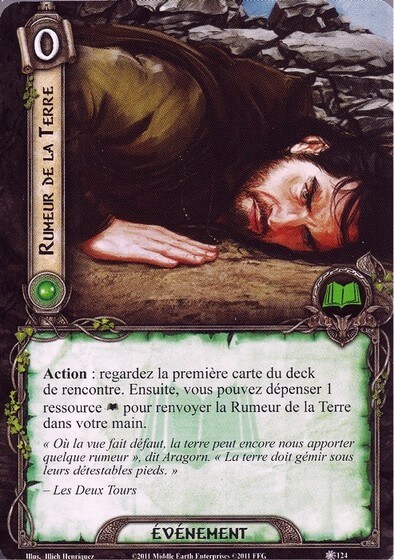 0
RUMEUR DE LA TERRE
Action : regardez la première carte du deck
de rencontre. Ensuite, vous pouvez dépenser 1
ressource pour renvoyer la Rumeur de la Terre
dans votre main.
« Où la vue fait défaut, la terre peut encore nous apporter
quelque rumeur », dit Aragorn. « La terre doit gémir sous
leurs détestables pieds. »
– Les Deux Tours
ÉVÉNEMENT
Illus. Illich Henriquez ©2011 Middle Earth Enterprises ©2011 FFG 124